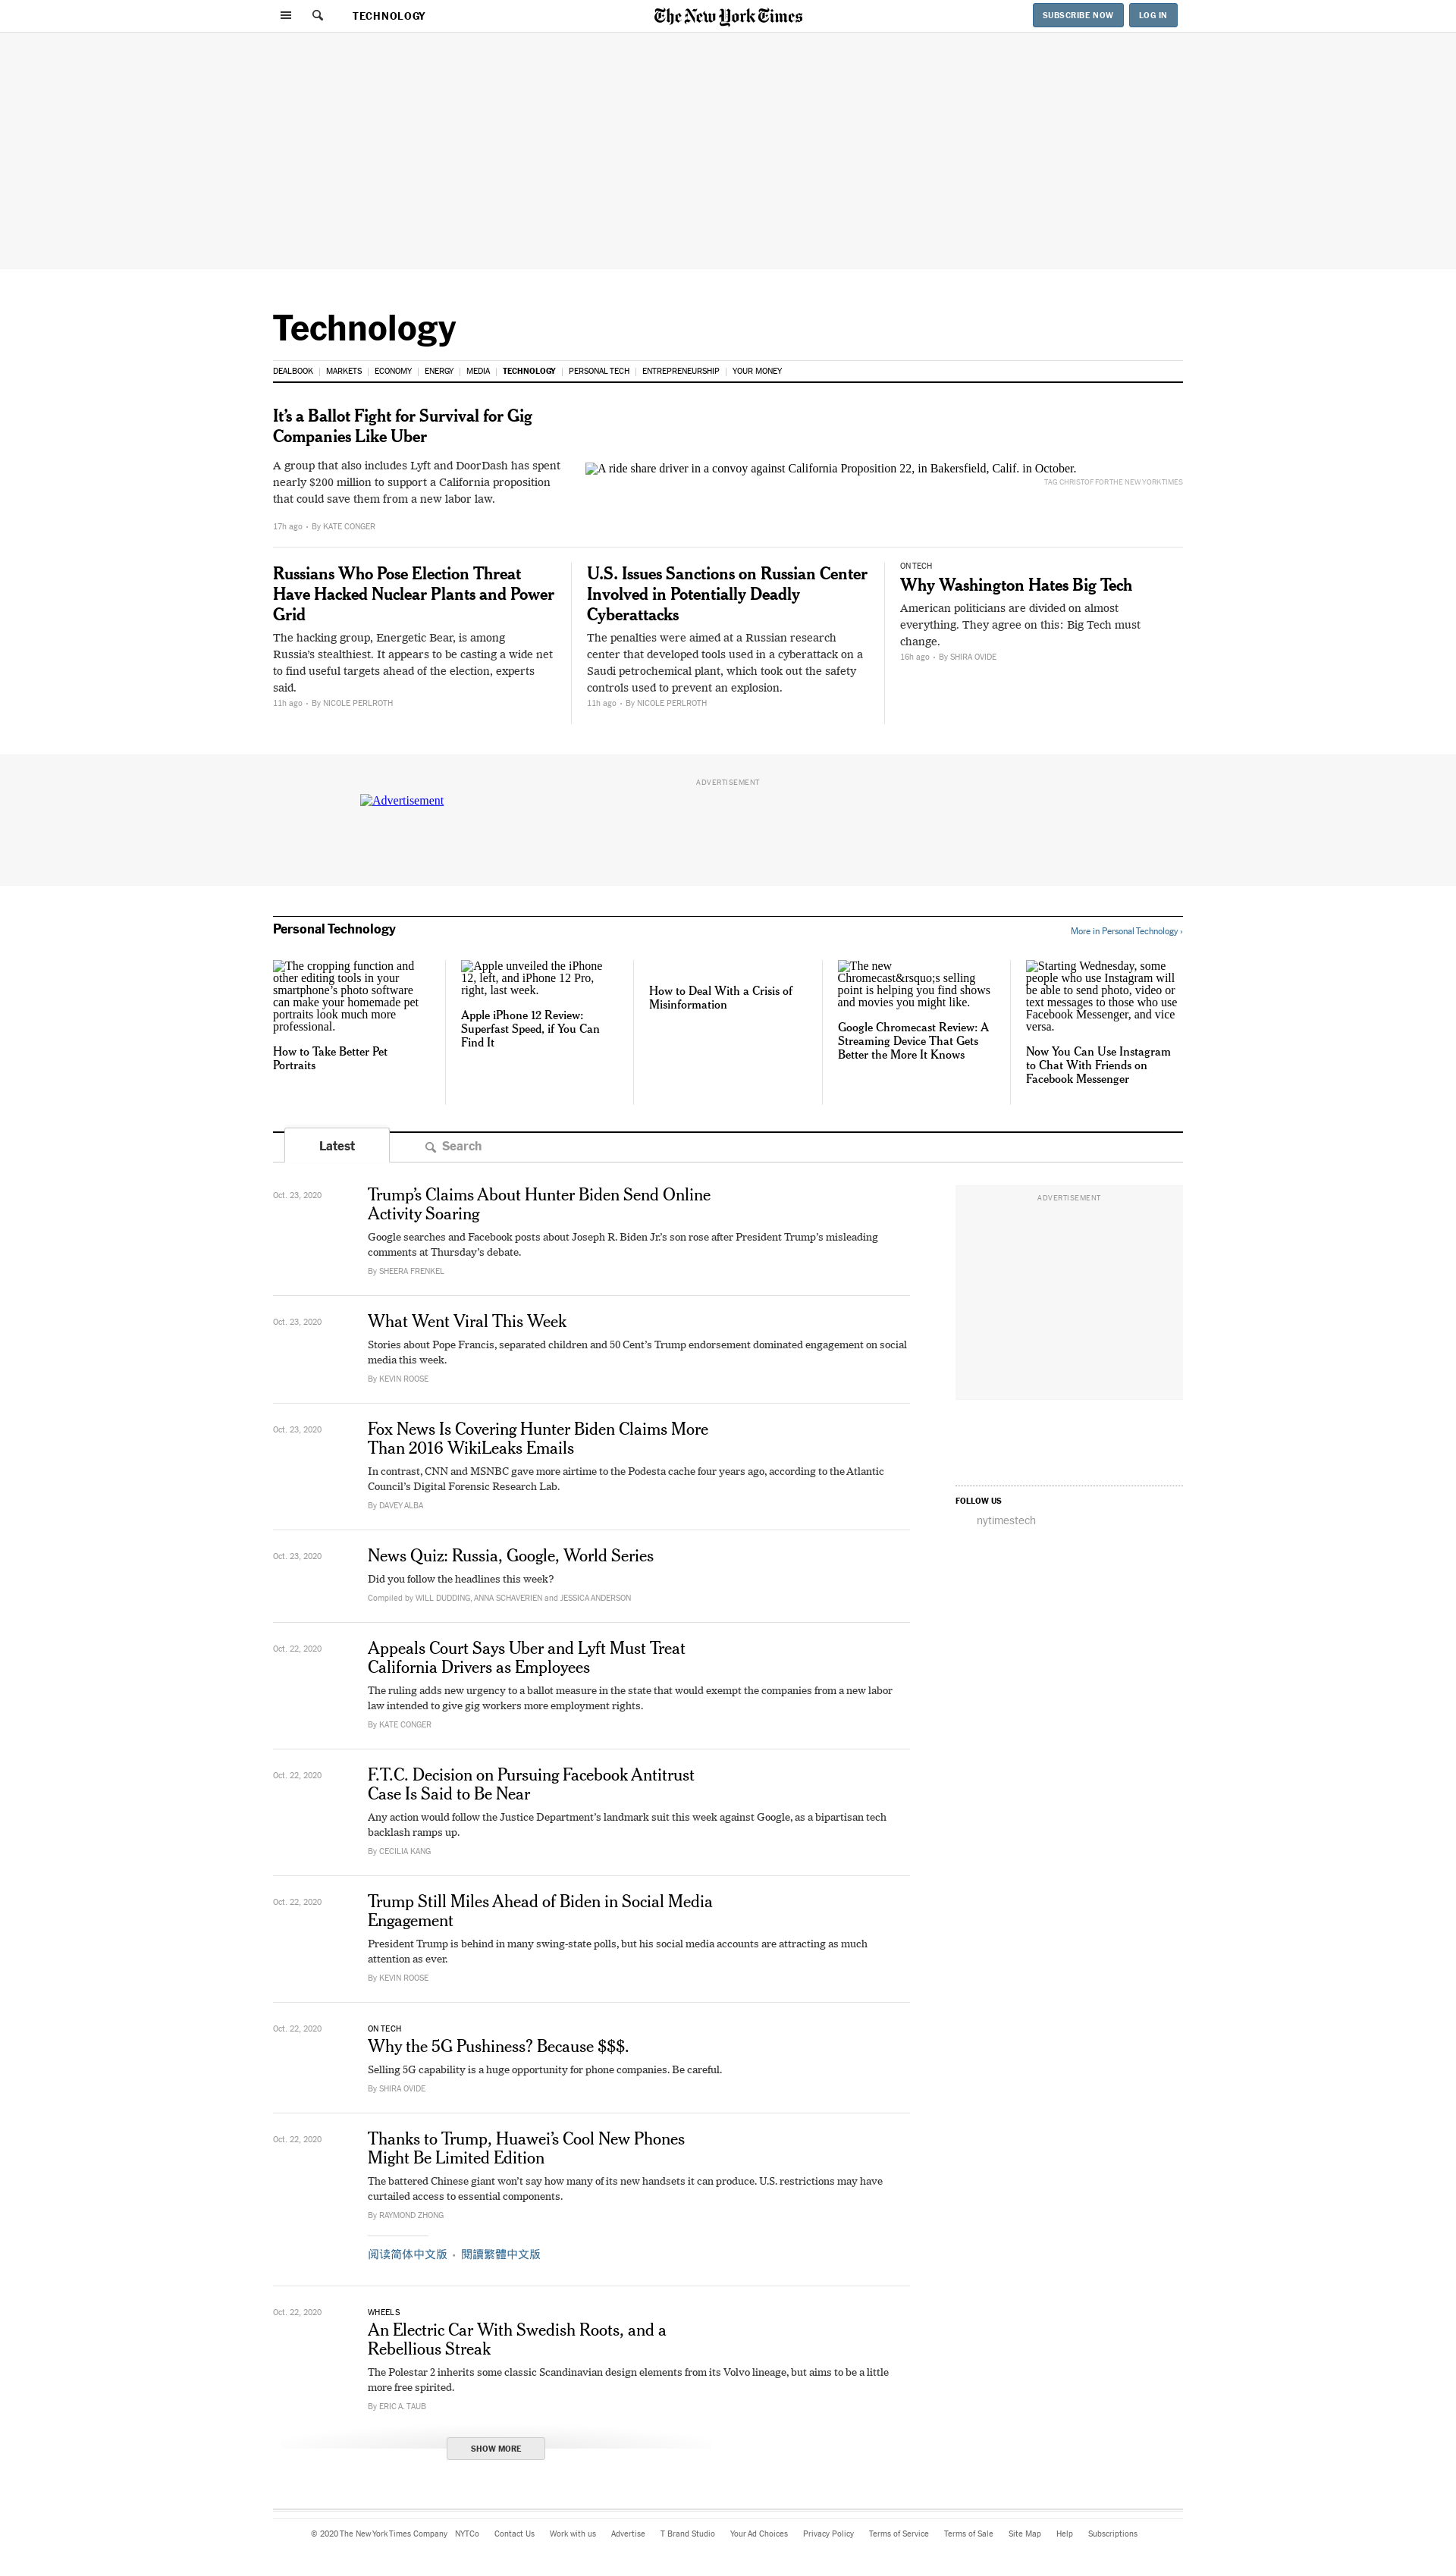 TECHNOLOGY
The New York Times
SUBSCRIBE NOW
LOG IN
Technology
DEALBOOK | MARKETS | ECONOMY | ENERGY | MEDIA | TECHNOLOGY | PERSONAL TECH | ENTREPRENEURSHIP | YOUR MONEY
It’s a Ballot Fight for Survival for Gig
Companies Like Uber
A group that also includes Lyft and DoorDash has spent
nearly $200 million to support a California proposition
that could save them from a new labor law.
17h ago • By KATE CONGER
A ride share driver in a convoy against California Proposition 22, in Bakersfield, Calif. in October.
TAG CHRISTOF FOR THE NEW YORK TIMES
Russians Who Pose Election Threat
Have Hacked Nuclear Plants and Power
Grid
The hacking group, Energetic Bear, is among
Russia’s stealthiest. It appears to be casting a wide net
to find useful targets ahead of the election, experts
said.
11h ago • By NICOLE PERLROTH
U.S. Issues Sanctions on Russian Center
Involved in Potentially Deadly
Cyberattacks
The penalties were aimed at a Russian research
center that developed tools used in a cyberattack on a
Saudi petrochemical plant, which took out the safety
controls used to prevent an explosion.
11h ago • By NICOLE PERLROTH
ON TECH
Why Washington Hates Big Tech
American politicians are divided on almost
everything. They agree on this: Big Tech must
change.
16h ago • By SHIRA OVIDE
ADVERTISEMENT
Advertisement
Personal Technology
More in Personal Technology ›
The cropping function and
other editing tools in your
smartphone’s photo software
can make your homemade pet
portraits look much more
professional.
How to Take Better Pet
Portraits
Apple unveiled the iPhone
12, left, and iPhone 12 Pro,
right, last week.
Apple iPhone 12 Review:
Superfast Speed, if You Can
Find It
How to Deal With a Crisis of
Misinformation
The new
Chromecast&rsquo;s selling
point is helping you find shows
and movies you might like.
Google Chromecast Review: A
Streaming Device That Gets
Better the More It Knows
Starting Wednesday, some
people who use Instagram will
be able to send photo, video or
text messages to those who use
Facebook Messenger, and vice
versa.
Now You Can Use Instagram
to Chat With Friends on
Facebook Messenger
Latest
Search
Oct. 23, 2020
Trump’s Claims About Hunter Biden Send Online
Activity Soaring
Google searches and Facebook posts about Joseph R. Biden Jr.’s son rose after President Trump’s misleading
comments at Thursday’s debate.
By SHEERA FRENKEL
ADVERTISEMENT
Oct. 23, 2020
What Went Viral This Week
Stories about Pope Francis, separated children and 50 Cent’s Trump endorsement dominated engagement on social
media this week.
By KEVIN ROOSE
Oct. 23, 2020
Fox News Is Covering Hunter Biden Claims More
Than 2016 WikiLeaks Emails
In contrast, CNN and MSNBC gave more airtime to the Podesta cache four years ago, according to the Atlantic
Council’s Digital Forensic Research Lab.
By DAVEY ALBA
FOLLOW US
nytimestech
Oct. 23, 2020
News Quiz: Russia, Google, World Series
Did you follow the headlines this week?
Compiled by WILL DUDDING, ANNA SCHAVERIEN and JESSICA ANDERSON
Oct. 22, 2020
Appeals Court Says Uber and Lyft Must Treat
California Drivers as Employees
The ruling adds new urgency to a ballot measure in the state that would exempt the companies from a new labor
law intended to give gig workers more employment rights.
By KATE CONGER
Oct. 22, 2020
F.T.C. Decision on Pursuing Facebook Antitrust
Case Is Said to Be Near
Any action would follow the Justice Department’s landmark suit this week against Google, as a bipartisan tech
backlash ramps up.
By CECILIA KANG
Oct. 22, 2020
Trump Still Miles Ahead of Biden in Social Media
Engagement
President Trump is behind in many swing-state polls, but his social media accounts are attracting as much
attention as ever.
By KEVIN ROOSE
Oct. 22, 2020
ON TECH
Why the 5G Pushiness? Because $$$.
Selling 5G capability is a huge opportunity for phone companies. Be careful.
By SHIRA OVIDE
Oct. 22, 2020
Thanks to Trump, Huawei’s Cool New Phones
Might Be Limited Edition
The battered Chinese giant won’t say how many of its new handsets it can produce. U.S. restrictions may have
curtailed access to essential components.
By RAYMOND ZHONG
阅读简体中文版 • 閱讀繁體中文版
Oct. 22, 2020
WHEELS
An Electric Car With Swedish Roots, and a
Rebellious Streak
The Polestar 2 inherits some classic Scandinavian design elements from its Volvo lineage, but aims to be a little
more free spirited.
By ERIC A. TAUB
SHOW MORE
© 2020 The New York Times Company NYTCo Contact Us Work with us Advertise T Brand Studio Your Ad Choices Privacy Policy Terms of Service Terms of Sale Site Map Help Subscriptions